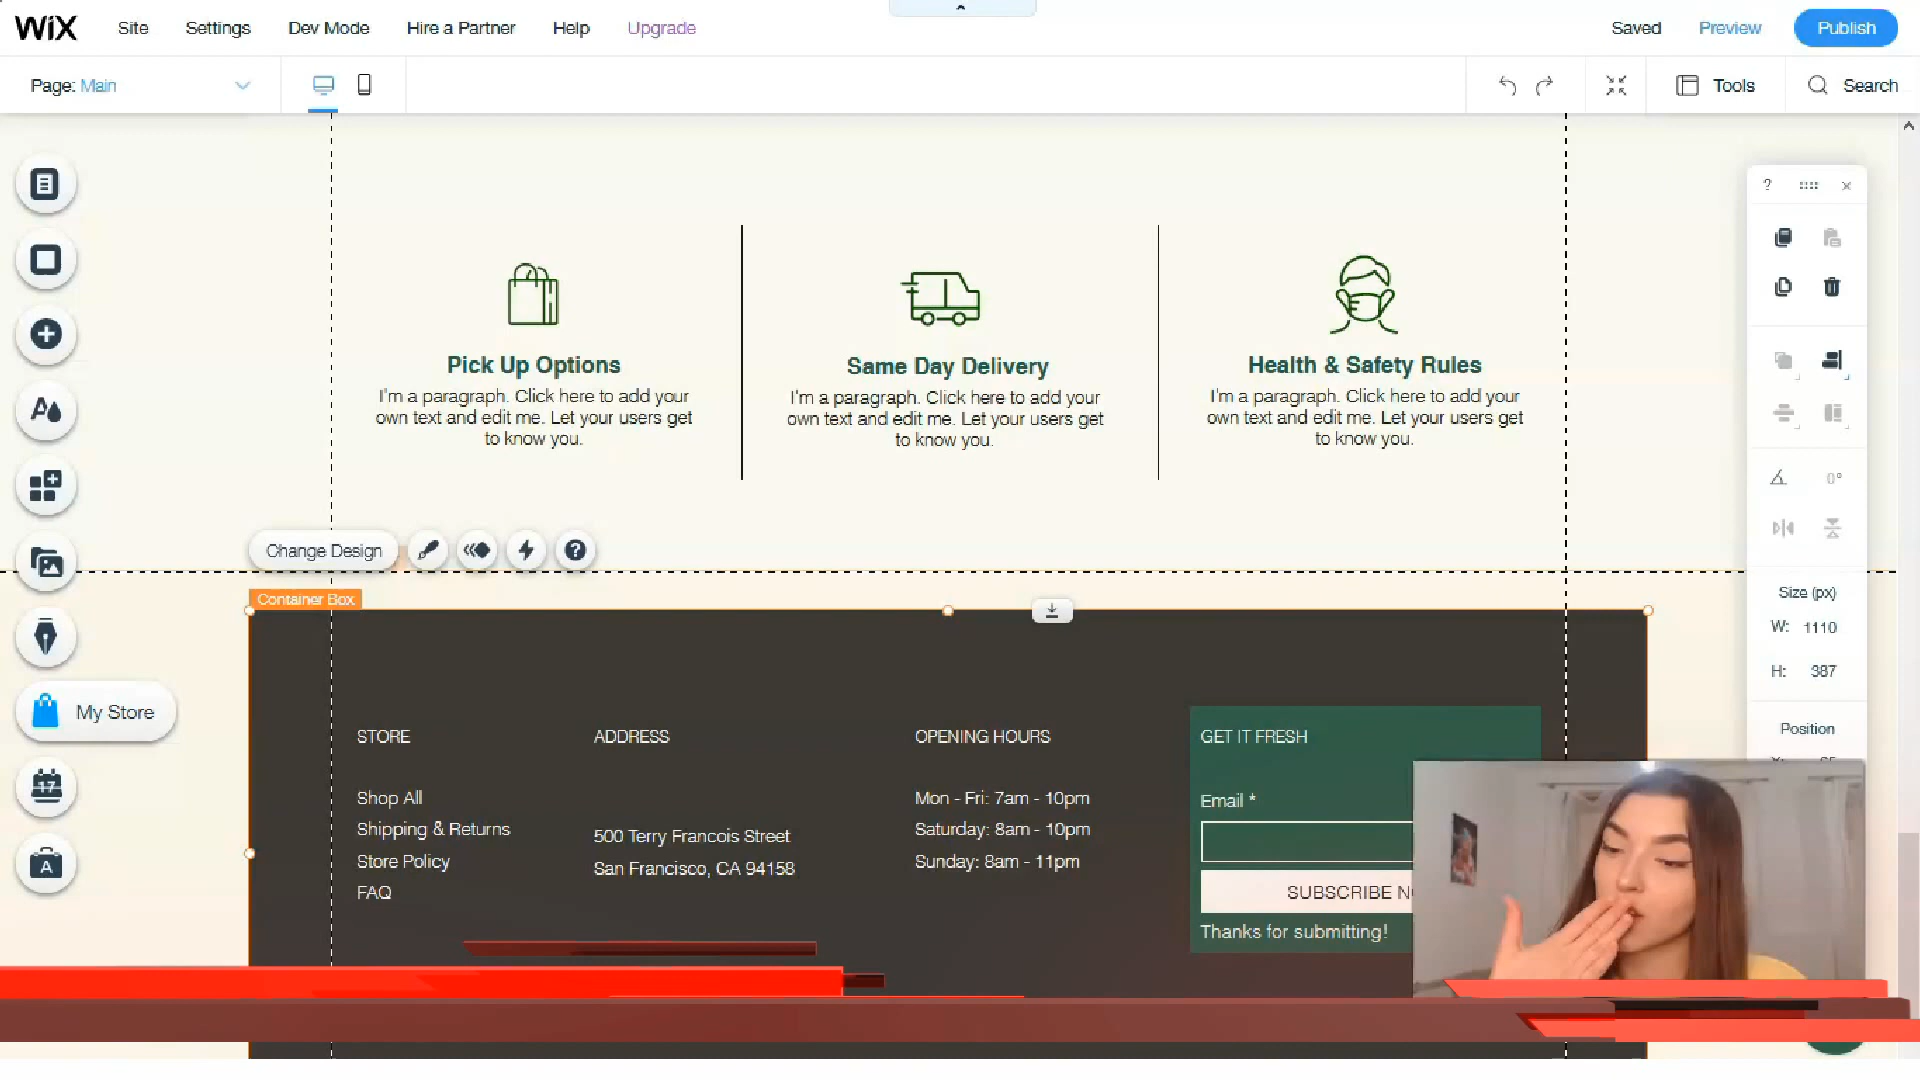 WiX Site Settings Dev Mode Hire a Partner Help Upgrade Saved Preview Publish
Page: Main Tools Search
?
Pick Up Options
I'm a paragraph. Click here to add your
own text and edit me. Let your users get
to know you.
Same Day Delivery
I'm a paragraph. Click here to add your
own text and edit me. Let your users get
to know you.
Health & Safety Rules
I'm a paragraph. Click here to add your
own text and edit me. Let your users get
to know you.
0°
Change Design ?
Container Box
Size (px)
W: 1110
H: 387
Position
17
A
My Store
STORE
Shop All
Shipping & Returns
Store Policy
FAQ
ADDRESS
500 Terry Francois Street
San Francisco, CA 94158
OPENING HOURS
Mon - Fri: 7am - 10pm
Saturday: 8am - 10pm
Sunday: 8am - 11pm
GET IT FRESH
Email *
SUBSCRIBE
Thanks for submitting!